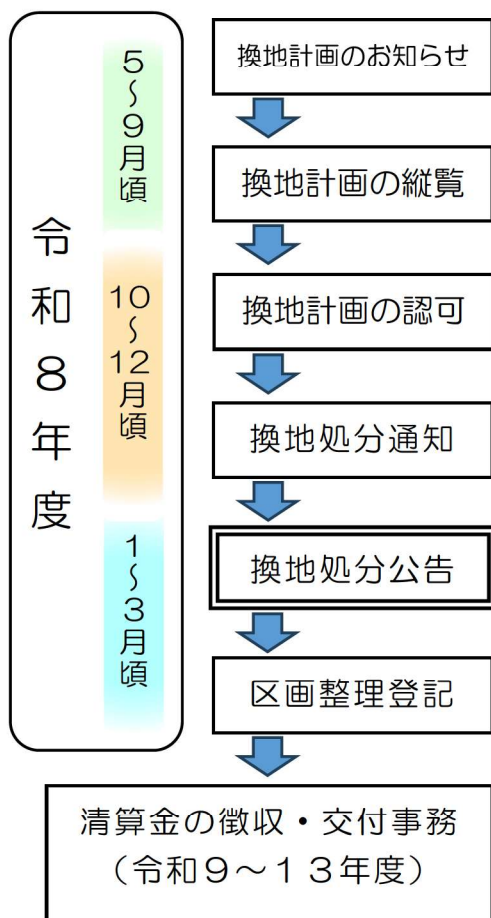 令和８年度
５～９月頃
10～12月頃
１～３月頃
換地計画のお知らせ
換地計画の縦覧
換地計画の認可
換地処分通知
換地処分公告
区画整理登記
清算金の徴収・交付事務
（令和９～１３年度）